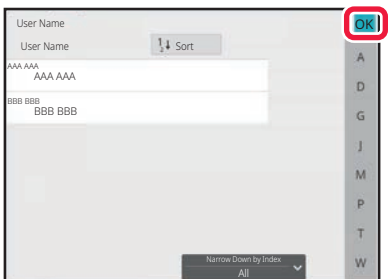 User Name
OK
User Name
Sort
AAA AAA
AAA AAA
BBB BBB
BBB BBB
A
D
G
J
M
P
T
W
Narrow Down by Index
All